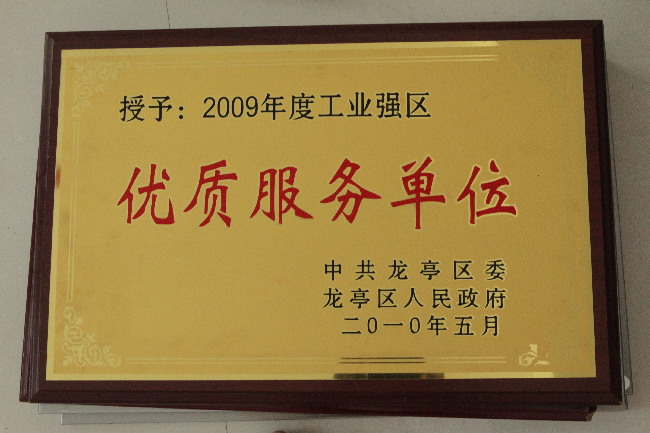 授予：2009年度工业强区
优质服务单位
中共龙亭区委
龙亭区人民政府
二〇一〇年五月